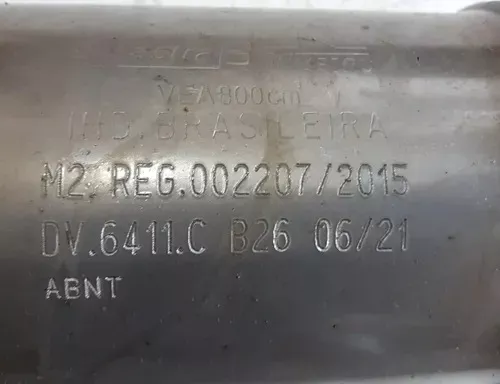 IND.BRASILEIRA
M2. REG.002207/2015
DV.6411.C B26 06/21
ABNT